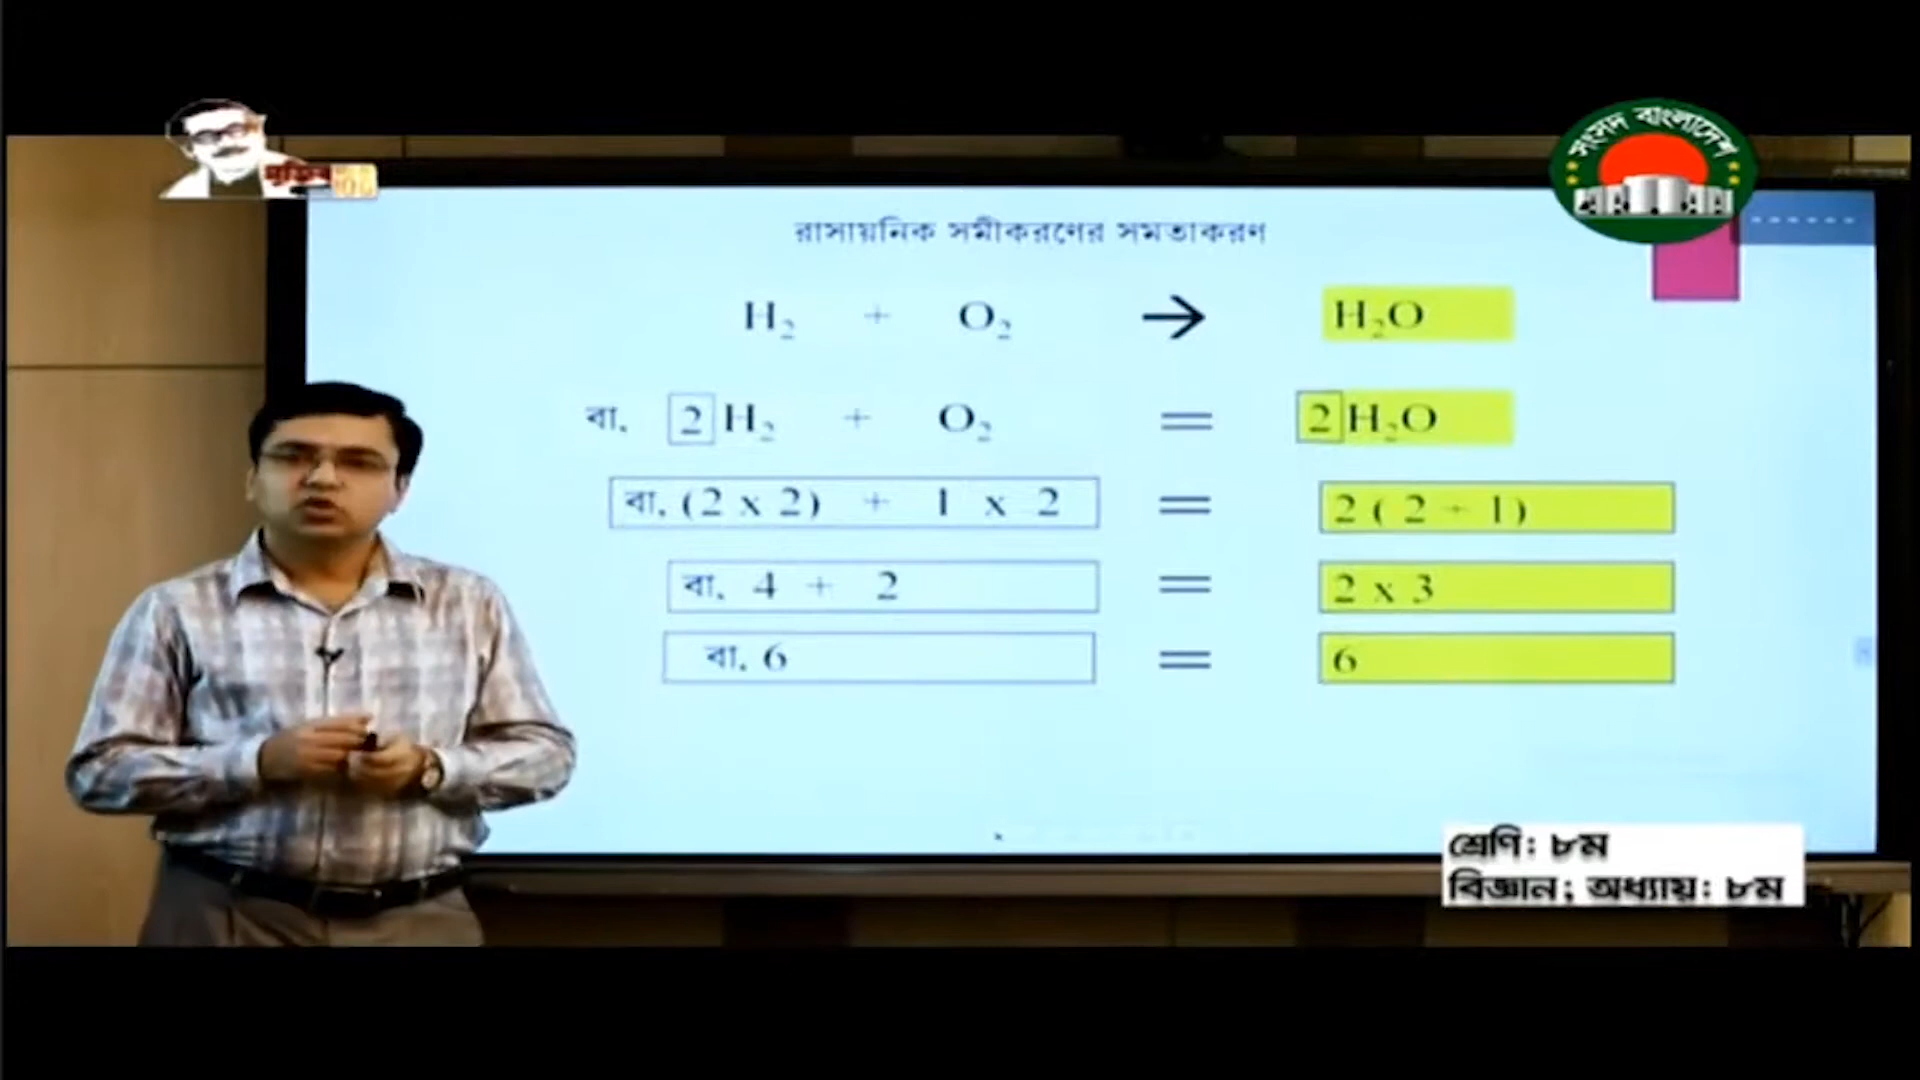 মুজিব
সংসদ বাংলাদেশ
রাসায়নিক সমীকরণের সমতাকরণ
H₂ + O₂ → H₂O
বা, 2 H₂ + O₂ = 2 H₂O
বা, (2 x 2) + 1 x 2 = 2 ( 2 + 1)
বা, 4 + 2 = 2 x 3
বা, 6 = 6
শ্রেণি: ৮ম
বিজ্ঞান; অধ্যায়: ৮ম